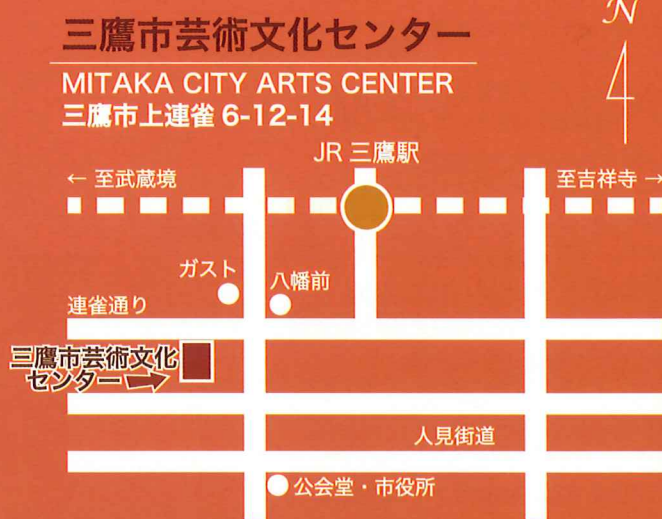 三鷹市芸術文化センター
N
MITAKA CITY ARTS CENTER
三鷹市上連雀 6-12-14
JR 三鷹駅
← 至武蔵境
至吉祥寺 →
ガスト
八幡前
連雀通り
三鷹市芸術文化
センター
人見街道
公会堂・市役所